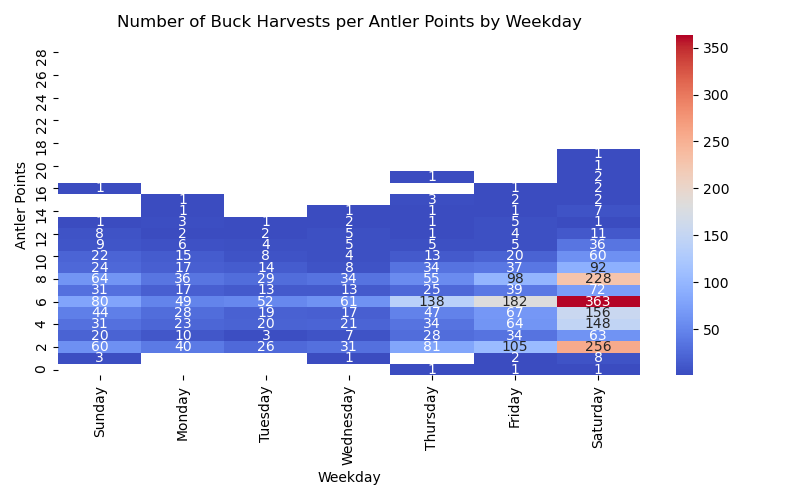 Number of Buck Harvests per Antler Points by Weekday
Antler Points
28
26
24
22
18
1
20 1
1 2
16 1 1 2
1 3 2 2
14 1 1 1 1 7
1 3 1 2 1 5 1
12 8 2 2 5 1 4 11
9 6 4 5 5 5 36
10 22 15 8 4 13 20 60
24 17 14 8 34 37 92
8 64 36 29 34 55 98 228
31 17 13 13 25 39 72
6 80 49 52 61 138 182 363
44 28 19 17 47 67 156
4 31 23 20 21 34 64 148
20 10 3 7 28 34 63
2 60 40 26 31 81 105 256
3 1 2 8
0 1 1 1
Sunday
Monday
Tuesday
Wednesday
Thursday
Friday
Saturday
Weekday
350
300
250
200
150
100
50